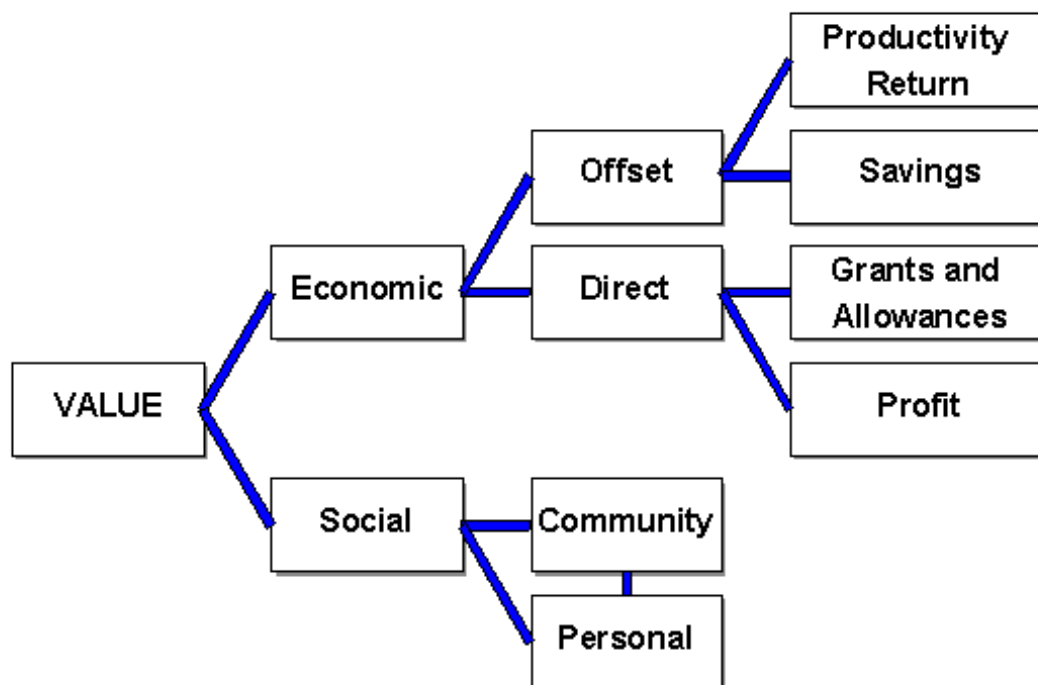 Productivity
Return
Offset
Savings
Economic
Direct
Grants and
Allowances
VALUE
Profit
Social
Community
Personal